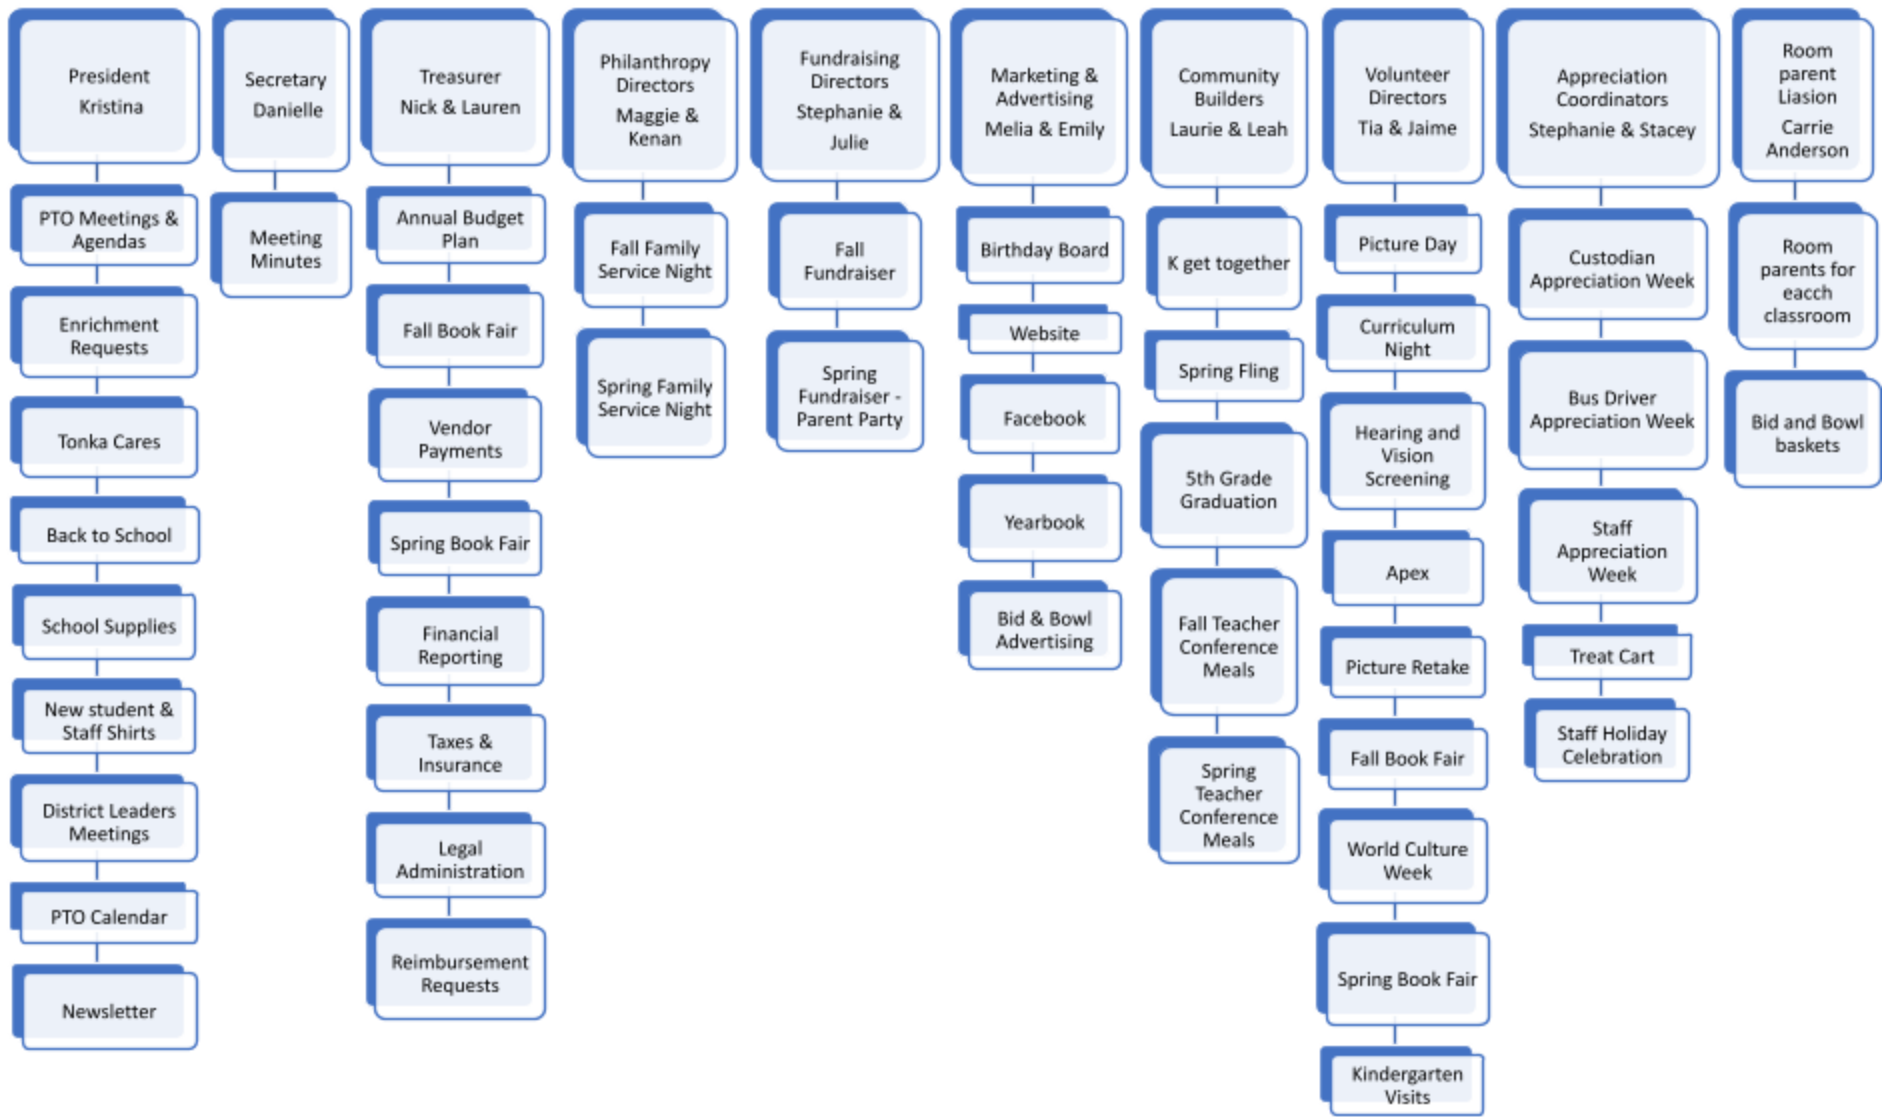 President
Kristina
PTO Meetings &
Agendas
Enrichment
Requests
Tonka Cares
Back to School
School Supplies
New student &
Staff Shirts
District Leaders
Meetings
PTO Calendar
Newsletter
Secretary
Danielle
Meeting
Minutes
Treasurer
Nick & Lauren
Annual Budget
Plan
Fall Book Fair
Vendor
Payments
Spring Book Fair
Financial
Reporting
Taxes &
Insurance
Legal
Administration
Reimbursement
Requests
Philanthropy
Directors
Maggie &
Kenan
Fall Family
Service Night
Spring Family
Service Night
Fundraising
Directors
Stephanie &
Julie
Fall
Fundraiser
Spring
Fundraiser -
Parent Party
Marketing &
Advertising
Melia & Emily
Birthday Board
Website
Facebook
Yearbook
Bid & Bowl
Advertising
Community
Builders
Laurie & Leah
K get together
Spring Fling
5th Grade
Graduation
Fall Teacher
Conference
Meals
Spring
Teacher
Conference
Meals
Volunteer
Directors
Tia & Jaime
Picture Day
Curriculum
Night
Hearing and
Vision
Screening
Apex
Picture Retake
Fall Book Fair
World Culture
Week
Spring Book Fair
Kindergarten
Visits
Appreciation
Coordinators
Stephanie & Stacey
Custodian
Appreciation Week
Bus Driver
Appreciation Week
Staff
Appreciation
Week
Treat Cart
Staff Holiday
Celebration
Room
parent
Liasion
Carrie
Anderson
Room
parents for
eacch
classroom
Bid and Bowl
baskets